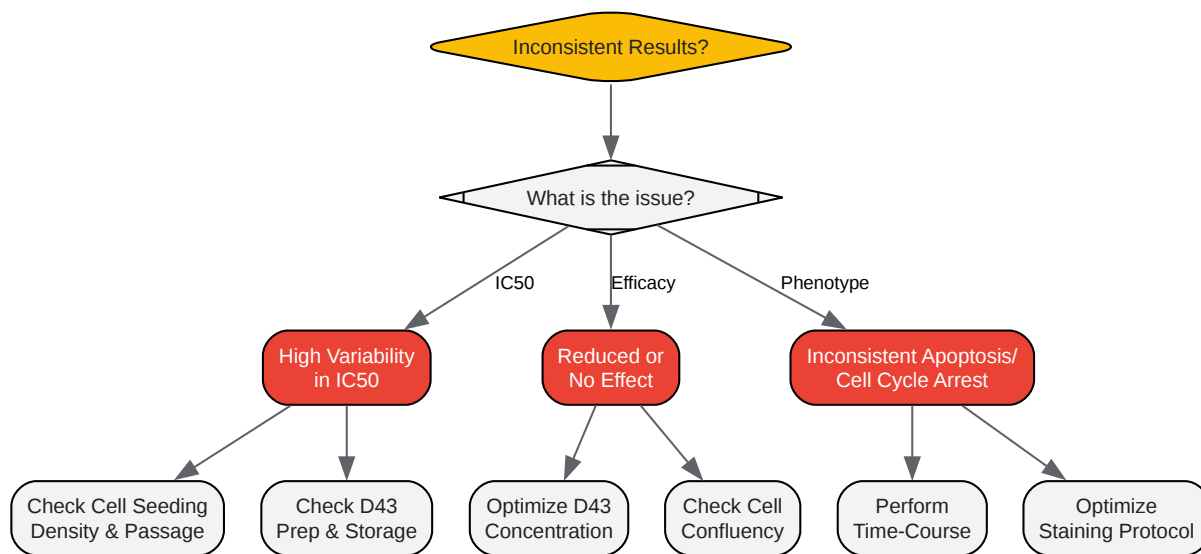 Inconsistent Results?
What is the issue?
IC50
Efficacy
Phenotype
High Variability
in IC50
Reduced or
No Effect
Inconsistent Apoptosis/
Cell Cycle Arrest
Check Cell Seeding
Density & Passage
Check D43
Prep & Storage
Optimize D43
Concentration
Check Cell
Confluency
Perform
Time-Course
Optimize
Staining Protocol